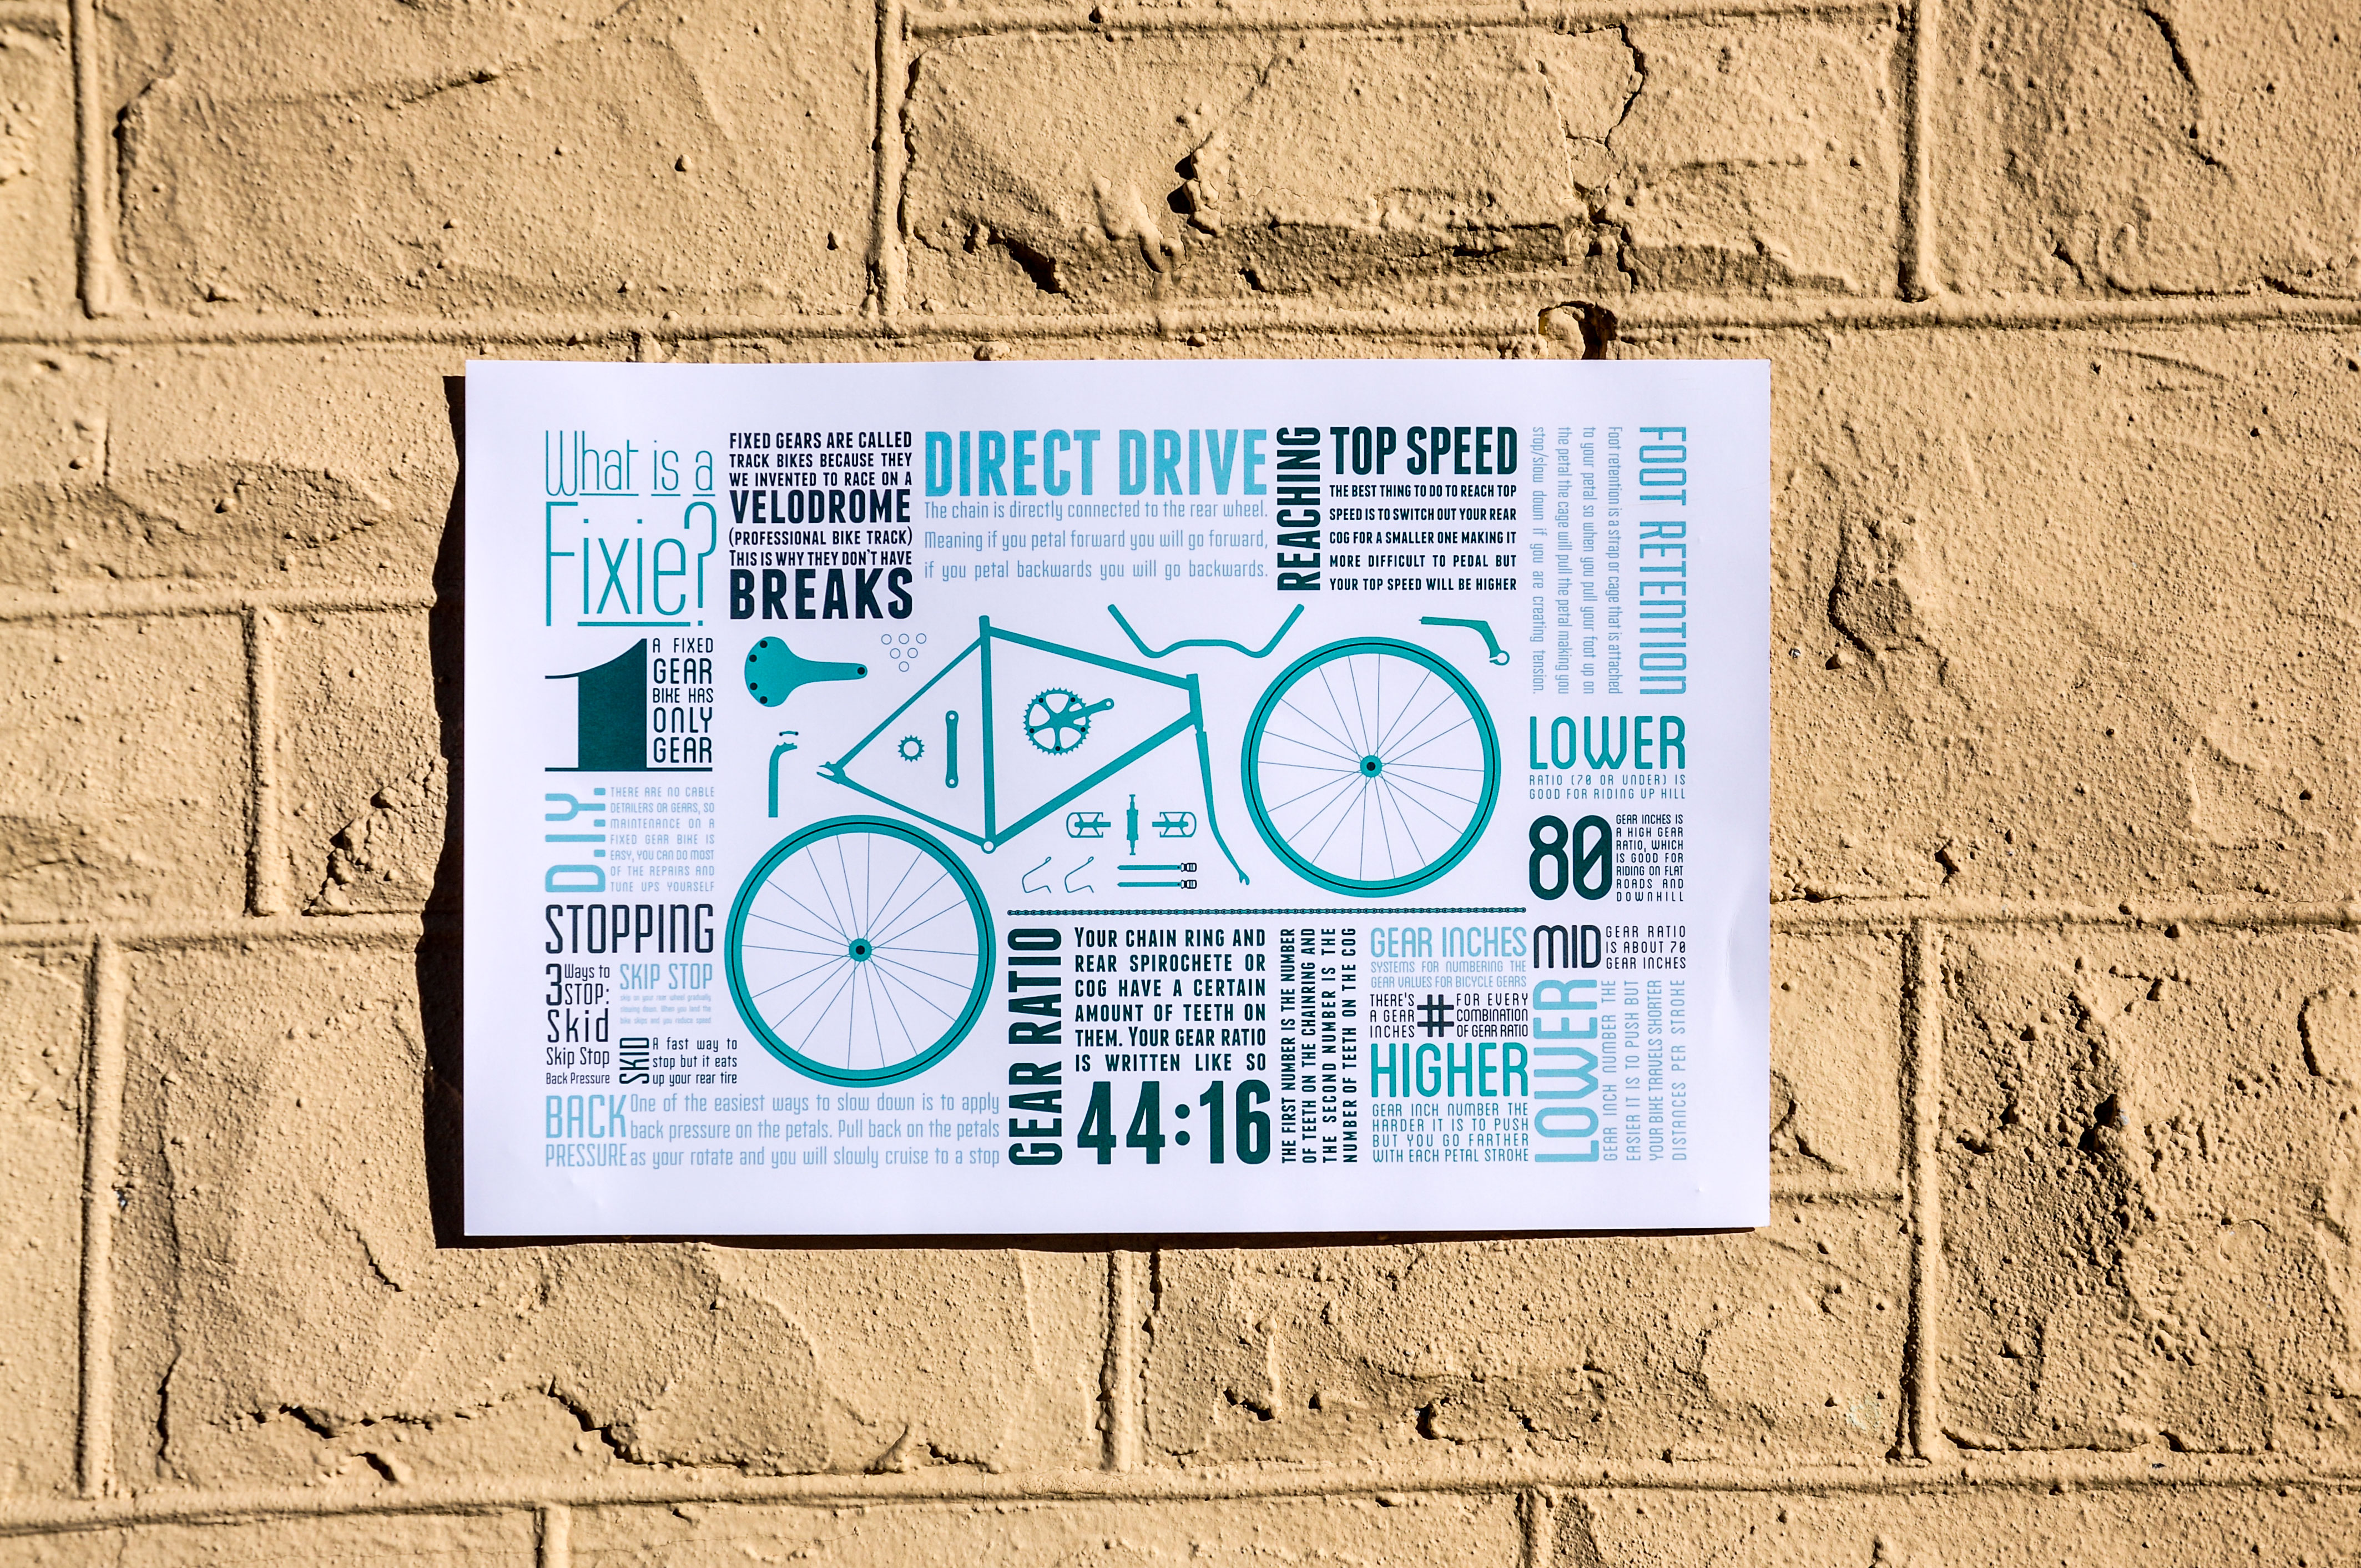 What is a
Fixie?
FIXED GEARS ARE CALLED
TRACK BIKES BECAUSE THEY
WE INVENTED TO RACE ON A
VELODROME
(PROFESSIONAL BIKE TRACK)
THIS IS WHY THEY DON'T HAVE
BREAKS
DIRECT DRIVE
The chain is directly connected to the rear wheel.
Meaning if you petal forward you will go forward,
if you petal backwards you will go backwards.
REACHING
TOP SPEED
THE BEST THING TO DO TO REACH TOP
SPEED IS TO SWITCH OUT YOUR REAR
COG FOR A SMALLER ONE MAKING IT
MORE DIFFICULT TO PEDAL BUT
YOUR TOP SPEED WILL BE HIGHER
FOOT RETENTION
Foot retention is a strap or cage that is attached
to your petal so when you pull your foot up on
the petal the cage will pull the petal making you
stop/slow down if you are creating tension.
1
A FIXED
GEAR
BIKE HAS
ONLY
GEAR
D.I.Y.
THERE ARE NO CABLE
DETAILERS OR GEARS, SO
MAINTENANCE ON A
FIXED GEAR BIKE IS
EASY, YOU CAN DO MOST
OF THE REPAIRS AND
TUNE UPS YOURSELF
STOPPING
3 Ways to
STOP:
Skid
Skip Stop
Back Pressure
SKIP STOP
skip on your rear wheel gradually
slowing down. When you land the
bike skips and you reduce speed
SKID
A fast way to
stop but it eats
up your rear tire
BACK
PRESSURE
One of the easiest ways to slow down is to apply
back pressure on the petals. Pull back on the petals
as your rotate and you will slowly cruise to a stop
GEAR RATIO
YOUR CHAIN RING AND
REAR SPIROCHETE OR
COG HAVE A CERTAIN
AMOUNT OF TEETH ON
THEM. YOUR GEAR RATIO
IS WRITTEN LIKE SO
44:16
THE FIRST NUMBER IS THE NUMBER
OF TEETH ON THE CHAINRING AND
THE SECOND NUMBER IS THE
NUMBER OF TEETH ON THE COG
GEAR INCHES
SYSTEMS FOR NUMBERING THE
GEAR VALUES FOR BICYCLE GEARS
THERE'S
A GEAR
INCHES
#
FOR EVERY
COMBINATION
OF GEAR RATIO
HIGHER
GEAR INCH NUMBER THE
HARDER IT IS TO PUSH
BUT YOU GO FARTHER
WITH EACH PETAL STROKE
LOWER
RATIO (70 OR UNDER) IS
GOOD FOR RIDING UP HILL
80
GEAR INCHES IS
A HIGH GEAR
RATIO, WHICH
IS GOOD FOR
RIDING ON FLAT
ROADS AND
DOWNHILL
MID
GEAR RATIO
IS ABOUT 70
GEAR INCHES
LOWER
GEAR INCH NUMBER THE
EASIER IT IS TO PUSH BUT
YOUR BIKE TRAVELS SHORTER
DISTANCES PER STROKE